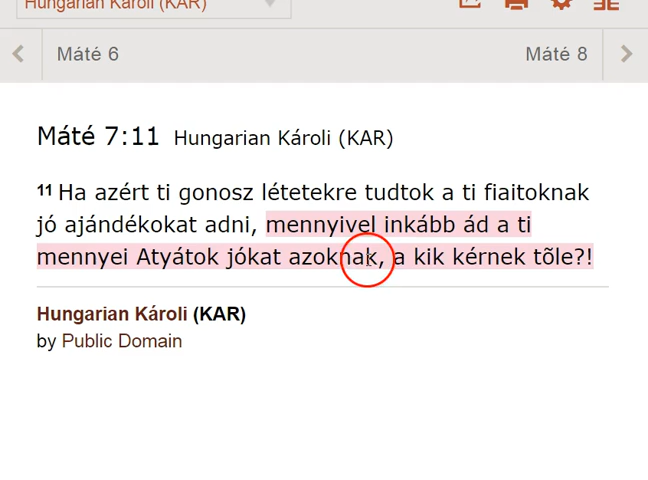 Hungarian Károli (KAR)
Máté 6
Máté 8
Máté 7:11 Hungarian Károli (KAR)
11 Ha azért ti gonosz létetekre tudtok a ti fiaitoknak
jó ajándékokat adni, mennyivel inkább ád a ti
mennyei Atyátok jókat azoknak, a kik kérnek tõle?!
Hungarian Károli (KAR)
by Public Domain